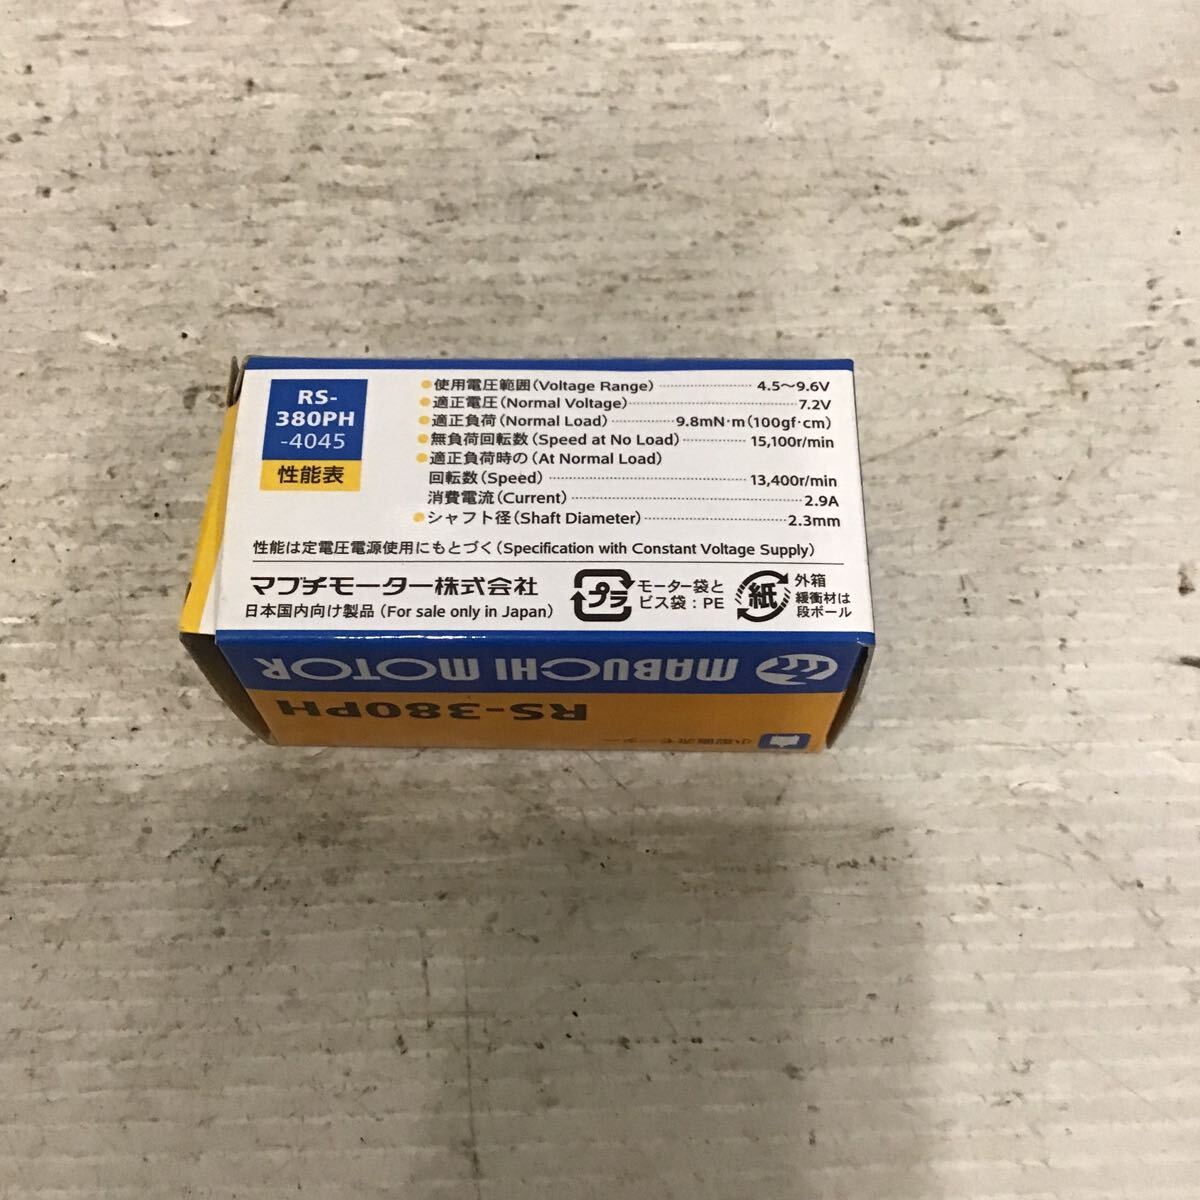 RS-
380PH
-4045
性能表
使用電圧範囲(Voltage Range) 4.5〜9.6V
適正電圧(Normal Voltage) 7.2V
適正負荷(Normal Load) 9.8mN·m(100gf·cm)
無負荷回転数(Speed at No Load) 15,100r/min
適正負荷時の(At Normal Load)
回転数(Speed) 13,400r/min
消費電流(Current) 2.9A
シャフト径(Shaft Diameter) 2.3mm
性能は定電圧電源使用にもとづく(Specification with Constant Voltage Supply)
マブチモーター株式会社
日本国内向け製品(For sale only in Japan)
プラ
モーター袋と
ビス袋:PE
紙
外箱
緩衝材は
段ボール
MABUCHI MOTOR
RS-380PH
小型直流モーター